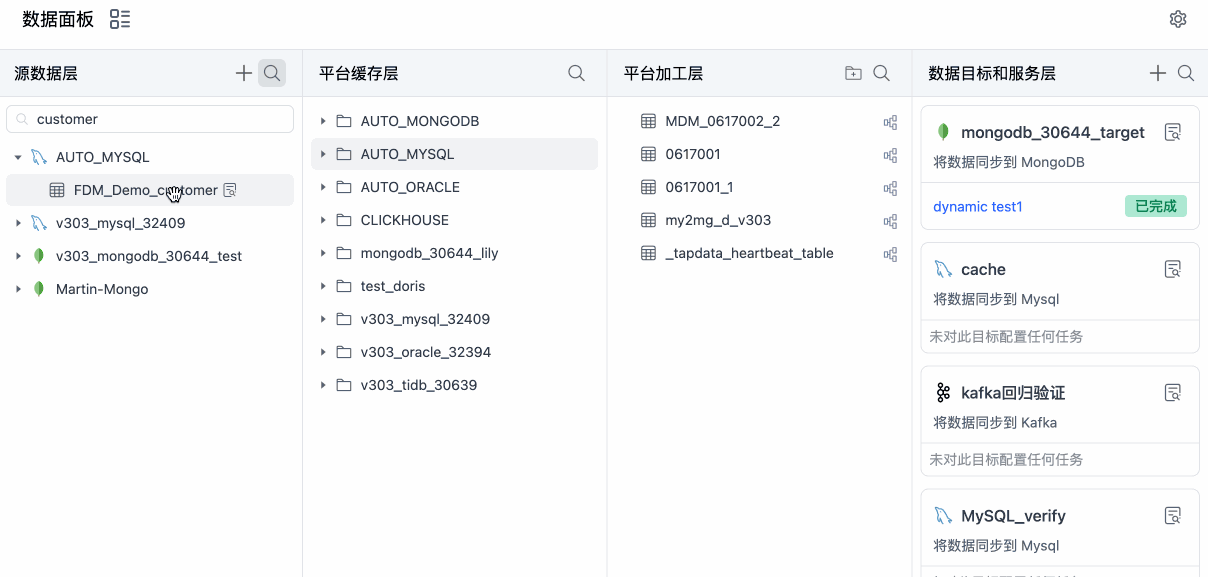 数据面板
源数据层
customer
AUTO_MYSQL
FDM_Demo_customer
v303_mysql_32409
v303_mongodb_30644_test
Martin-Mongo
平台缓存层
AUTO_MONGODB
AUTO_MYSQL
AUTO_ORACLE
CLICKHOUSE
mongodb_30644_lily
test_doris
v303_mysql_32409
v303_oracle_32394
v303_tidb_30639
平台加工层
MDM_0617002_2
0617001
0617001_1
my2mg_d_v303
_tapdata_heartbeat_table
数据目标和服务层
mongodb_30644_target
将数据同步到 MongoDB
dynamic test1 已完成
cache
将数据同步到 Mysql
未对此目标配置任何任务
kafka回归验证
将数据同步到 Kafka
未对此目标配置任何任务
MySQL_verify
将数据同步到 Mysql